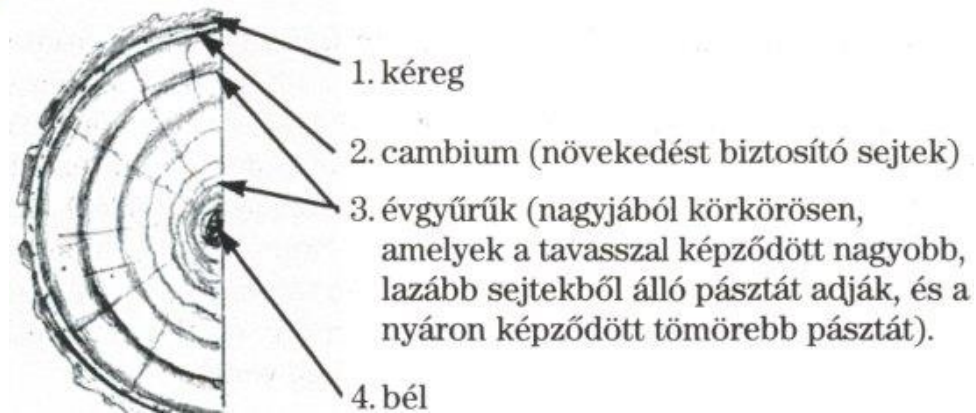 1. kéreg
2. cambium (növekedést biztosító sejtek)
3. évgyűrűk (nagyjából körkörösen,
amelyek a tavasszal képződött nagyobb,
lazább sejtekből álló pásztát adják, és a
nyáron képződött tömörebb pásztát).
4. bél